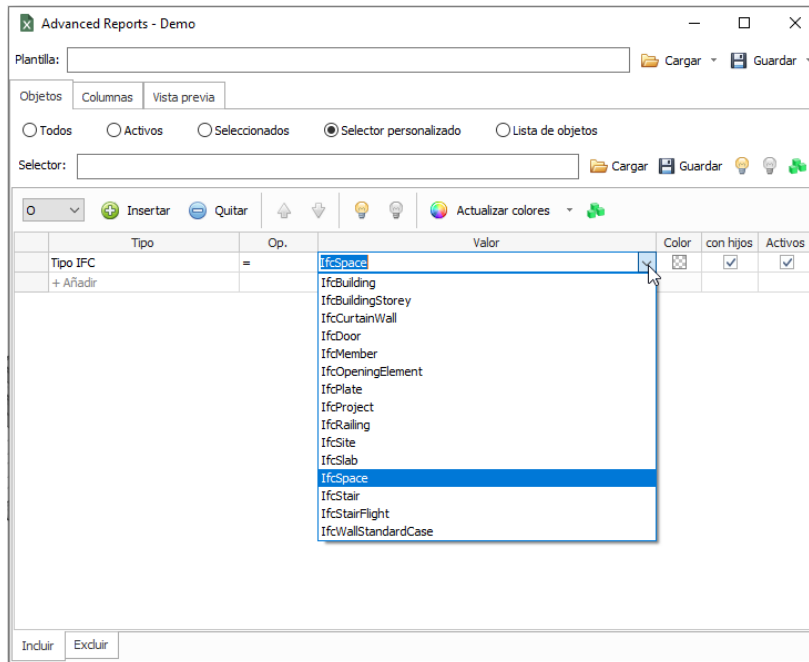 Advanced Reports - Demo
Plantilla: Cargar Guardar
Objetos Columnas Vista previa
Todos Activos Seleccionados Selector personalizado Lista de objetos
Selector: Cargar Guardar
O Insertar Quitar Actualizar colores
Tipo Op. Valor Color con hijos Activos
Tipo IFC = IfcSpace
+ Añadir
IfcBuilding
IfcBuildingStorey
IfcCurtainWall
IfcDoor
IfcMember
IfcOpeningElement
IfcPlate
IfcProject
IfcRailing
IfcSite
IfcSlab
IfcSpace
IfcStair
IfcStairFlight
IfcWallStandardCase
Incluir Excluir